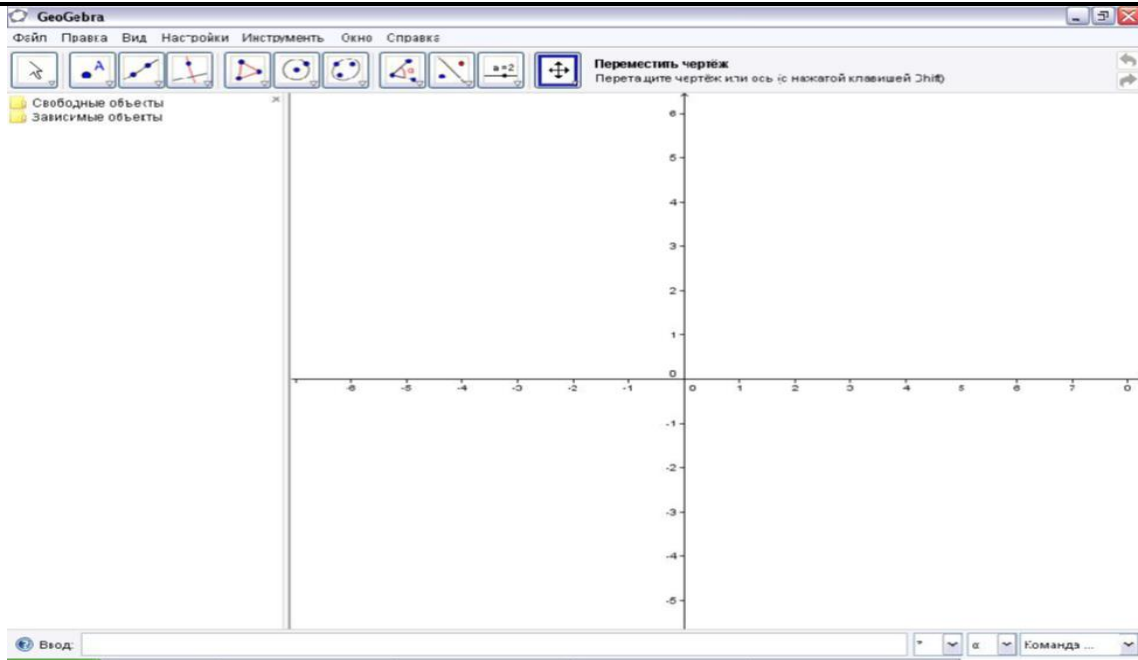 GeoGebra
Файл Правка Вид Настройки Инструменты Окно Справка
A a=2 Переместить чертёж
Перетащите чертёж или ось (с нажатой клавишей Shift)
Свободные объекты
Зависимые объекты
6
5
4
3
2
1
0
-6 -5 -4 -3 -2 -1 0 1 2 3 4 5 6 7 8
-1
-2
-3
-4
-5
Ввод: ° α Команда ...